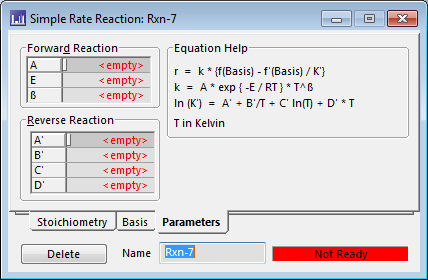 Simple Rate Reaction: Rxn-7
Forward Reaction
A <empty>
E <empty>
ß <empty>
Reverse Reaction
A' <empty>
B' <empty>
C' <empty>
D' <empty>
Equation Help
r = k * {f(Basis) - f'(Basis) / K'}
k = A * exp { -E / RT } * T^ß
ln (K') = A' + B'/T + C' ln(T) + D' * T
T in Kelvin
Stoichiometry Basis Parameters
Delete Name Rxn-7 Not Ready